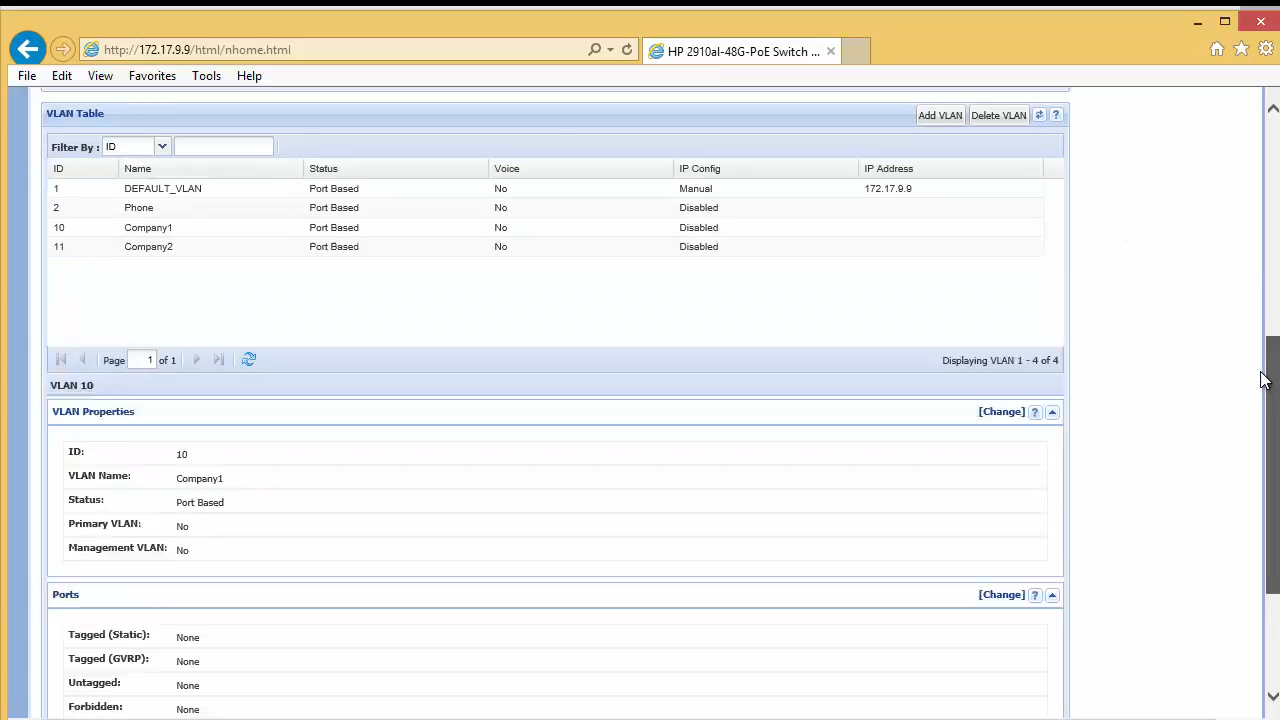 http://172.17.9.9/html/nhome.html HP 2910al-48G-PoE Switch ...
File Edit View Favorites Tools Help
VLAN Table Add VLAN Delete VLAN ?
Filter By : ID
ID Name Status Voice IP Config IP Address
1 DEFAULT_VLAN Port Based No Manual 172.17.9.9
2 Phone Port Based No Disabled
10 Company1 Port Based No Disabled
11 Company2 Port Based No Disabled
Page 1 of 1 Displaying VLAN 1 - 4 of 4
VLAN 10
VLAN Properties [Change] ?
ID: 10
VLAN Name: Company1
Status: Port Based
Primary VLAN: No
Management VLAN: No
Ports [Change] ?
Tagged (Static): None
Tagged (GVRP): None
Untagged: None
Forbidden: None